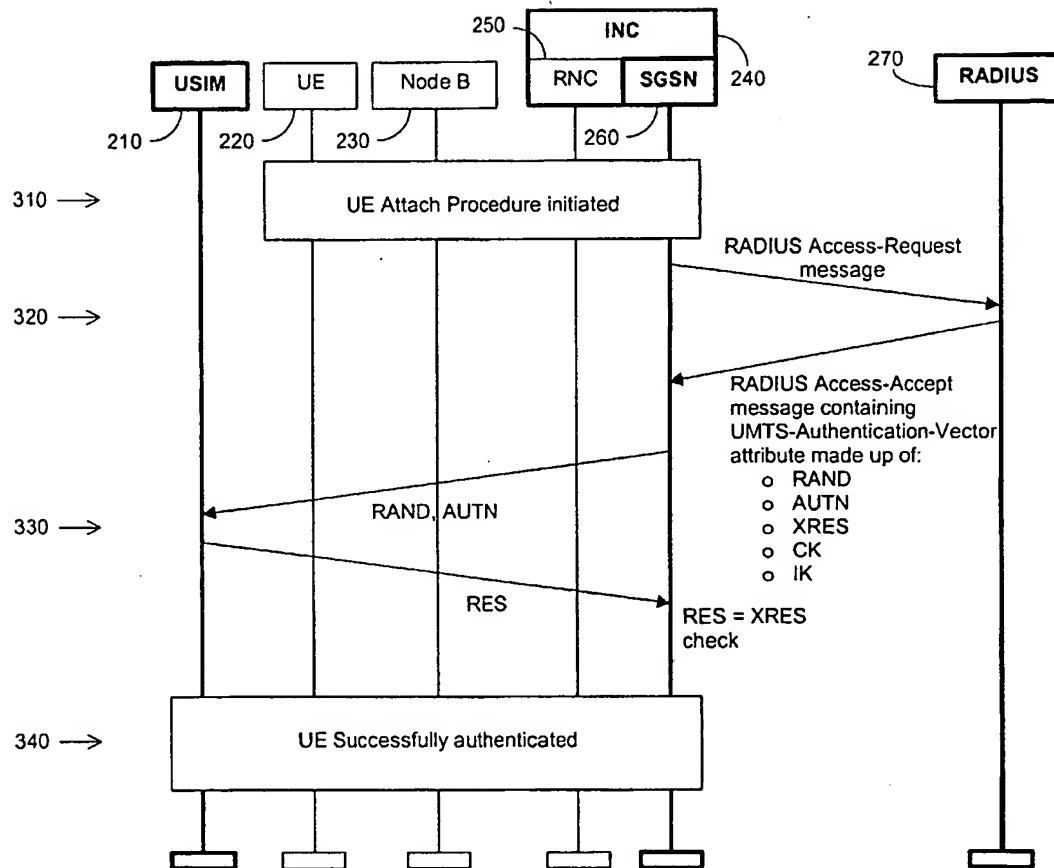 250
INC
240
270
RADIUS
USIM
UE
Node B
RNC
SGSN
210
220
230
260
310
UE Attach Procedure initiated
RADIUS Access-Request
message
320
RADIUS Access-Accept
message containing
UMTS-Authentication-Vector
attribute made up of:
o RAND
o AUTN
o XRES
o CK
o IK
330
RAND, AUTN
RES
RES = XRES
check
340
UE Successfully authenticated